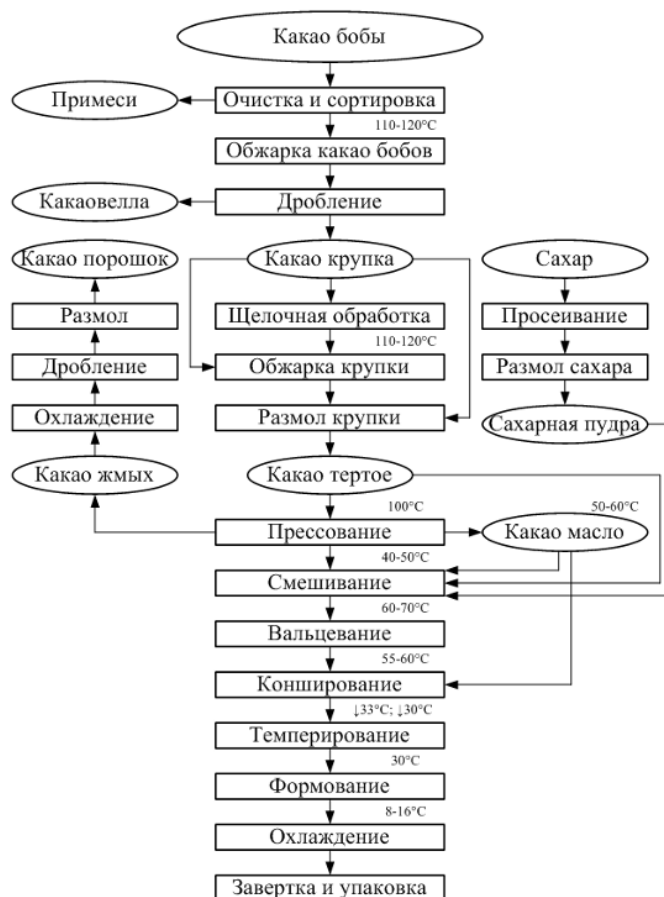 Какао бобы
Примеси
Очистка и сортировка
110-120°C
Обжарка какао бобов
Какаовелла
Дробление
Какао порошок
Какао крупка
Сахар
Размол
Щелочная обработка
Просеивание
110-120°C
Дробление
Обжарка крупки
Размол сахара
Охлаждение
Размол крупки
Сахарная пудра
Какао жмых
Какао тертое
100°C
50-60°C
Прессование
Какао масло
40-50°C
Смешивание
60-70°C
Вальцевание
55-60°C
Конширование
↓33°C; ↓30°C
Темперирование
30°C
Формование
8-16°C
Охлаждение
Завертка и упаковка